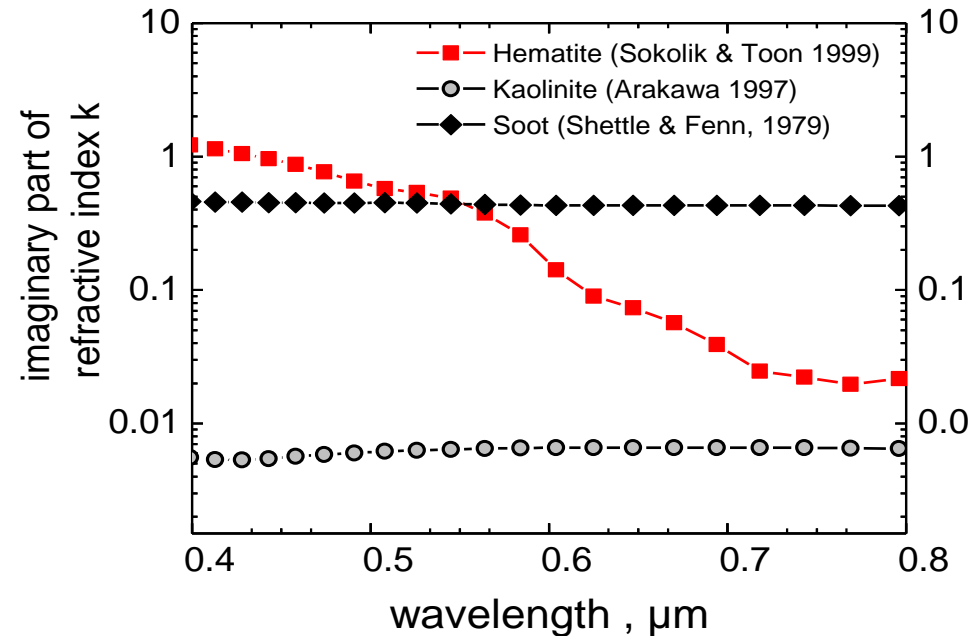 imaginary part of
refractive index k
10
1
0.1
0.01
Hematite (Sokolik & Toon 1999)
Kaolinite (Arakawa 1997)
Soot (Shettle & Fenn, 1979)
10
1
0.1
0.0
0.4 0.5 0.6 0.7 0.8
wavelength , µm